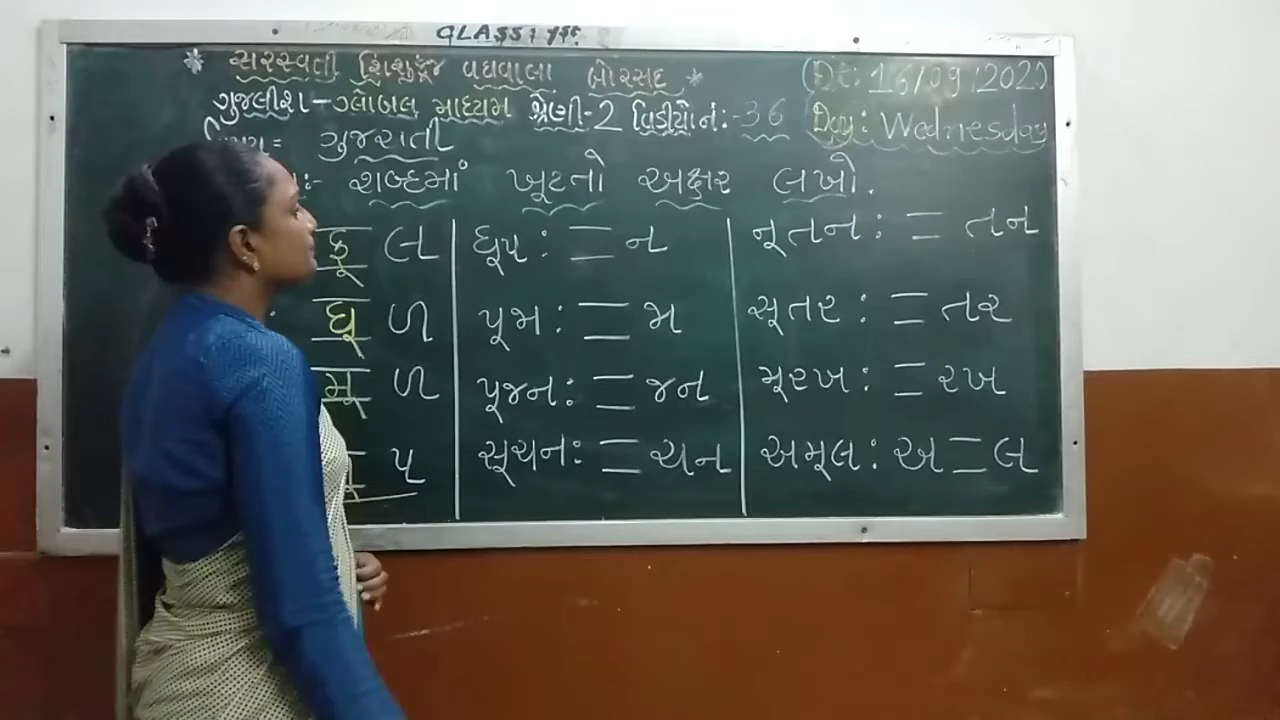 CLASS : 
* સરસ્વતી શિશુકુંજ વઘવાલા બોરસદ *
Dt: 16/09/202
ગુજલીશ - ગ્લોબલ માધ્યમ શ્રેણી-2 વિડીયો નં:-36
Day: Wednesday
ગુજરાતી
શબ્દમાં ખૂટતો અક્ષર લખો.
ફૂ લ
ધૂપ : = ન
નૂતન : = તન
ધૂ ળ
પૂમ : = મ
સૂતર : = તર
મૂ ળ
પૂજન: = જન
મૂરખ : = રખ
પ
સૂચન: = ચન
અમૂલ : અ = લ